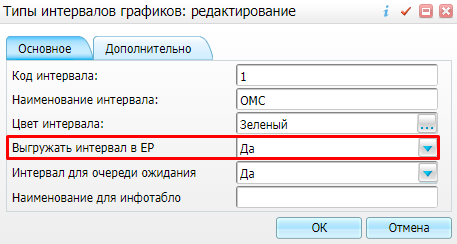 Типы интервалов графиков: редактирование
Основное Дополнительно
Код интервала: 1
Наименование интервала: ОМС
Цвет интервала: Зеленый ...
Выгружать интервал в ЕР Да
Интервал для очереди ожидания Да
Наименование для инфотабло
ОК Отмена